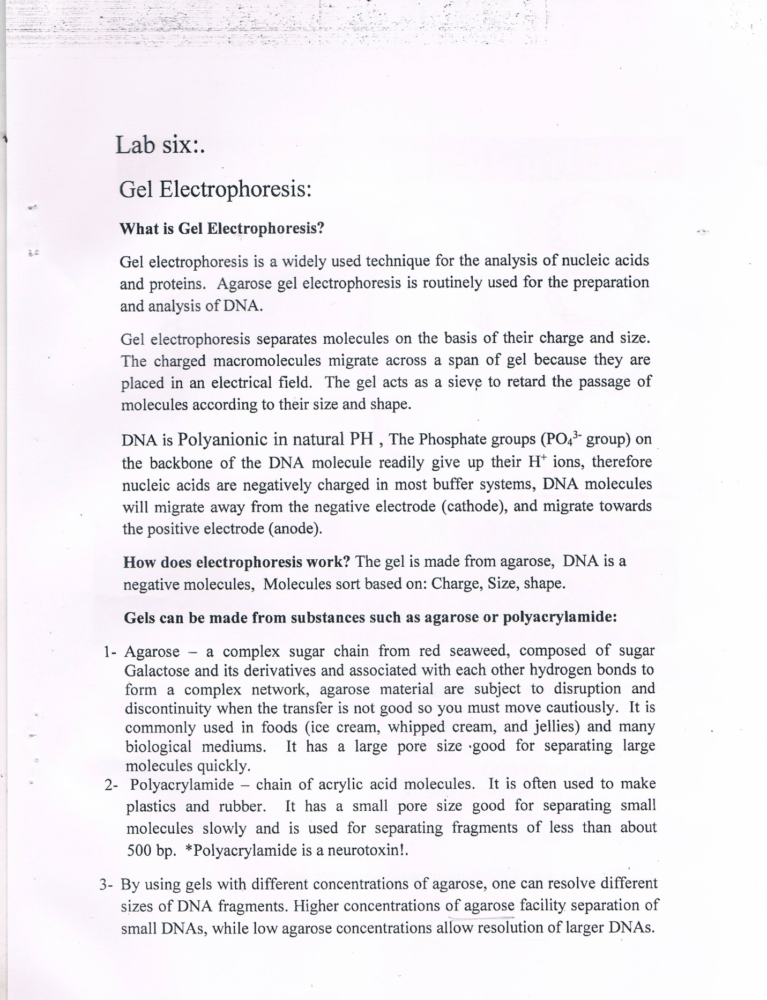 Lab six:.
Gel Electrophoresis:
What is Gel Electrophoresis?
Gel electrophoresis is a widely used technique for the analysis of nucleic acids
and proteins. Agarose gel electrophoresis is routinely used for the preparation
and analysis of DNA.
Gel electrophoresis separates molecules on the basis of their charge and size.
The charged macromolecules migrate across a span of gel because they are
placed in an electrical field. The gel acts as a sieve to retard the passage of
molecules according to their size and shape.
DNA is Polyanionic in natural PH , The Phosphate groups (PO₄³⁻ group) on
the backbone of the DNA molecule readily give up their H⁺ ions, therefore
nucleic acids are negatively charged in most buffer systems, DNA molecules
will migrate away from the negative electrode (cathode), and migrate towards
the positive electrode (anode).
How does electrophoresis work? The gel is made from agarose, DNA is a
negative molecules, Molecules sort based on: Charge, Size, shape.
Gels can be made from substances such as agarose or polyacrylamide:
1- Agarose – a complex sugar chain from red seaweed, composed of sugar
Galactose and its derivatives and associated with each other hydrogen bonds to
form a complex network, agarose material are subject to disruption and
discontinuity when the transfer is not good so you must move cautiously. It is
commonly used in foods (ice cream, whipped cream, and jellies) and many
biological mediums. It has a large pore size good for separating large
molecules quickly.
2- Polyacrylamide – chain of acrylic acid molecules. It is often used to make
plastics and rubber. It has a small pore size good for separating small
molecules slowly and is used for separating fragments of less than about
500 bp. *Polyacrylamide is a neurotoxin!.
3- By using gels with different concentrations of agarose, one can resolve different
sizes of DNA fragments. Higher concentrations of agarose facility separation of
small DNAs, while low agarose concentrations allow resolution of larger DNAs.